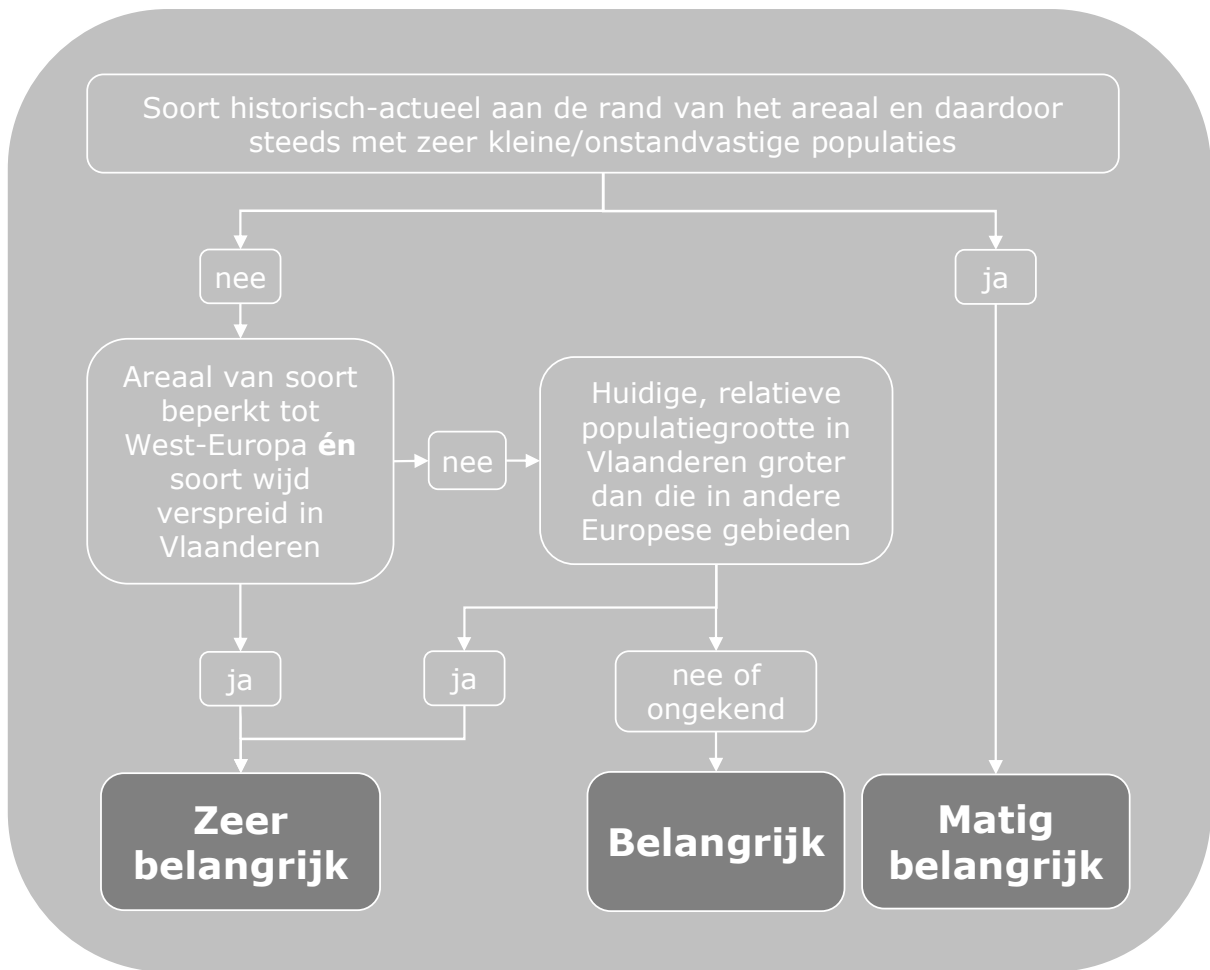 Soort historisch-actueel aan de rand van het areaal en daardoor
steeds met zeer kleine/onstandvastige populaties
nee
ja
Areaal van soort
beperkt tot
West-Europa én
soort wijd
verspreid in
Vlaanderen
nee
Huidige, relatieve
populatiegrootte in
Vlaanderen groter
dan die in andere
Europese gebieden
ja
ja
nee of
ongekend
Zeer
belangrijk
Belangrijk
Matig
belangrijk